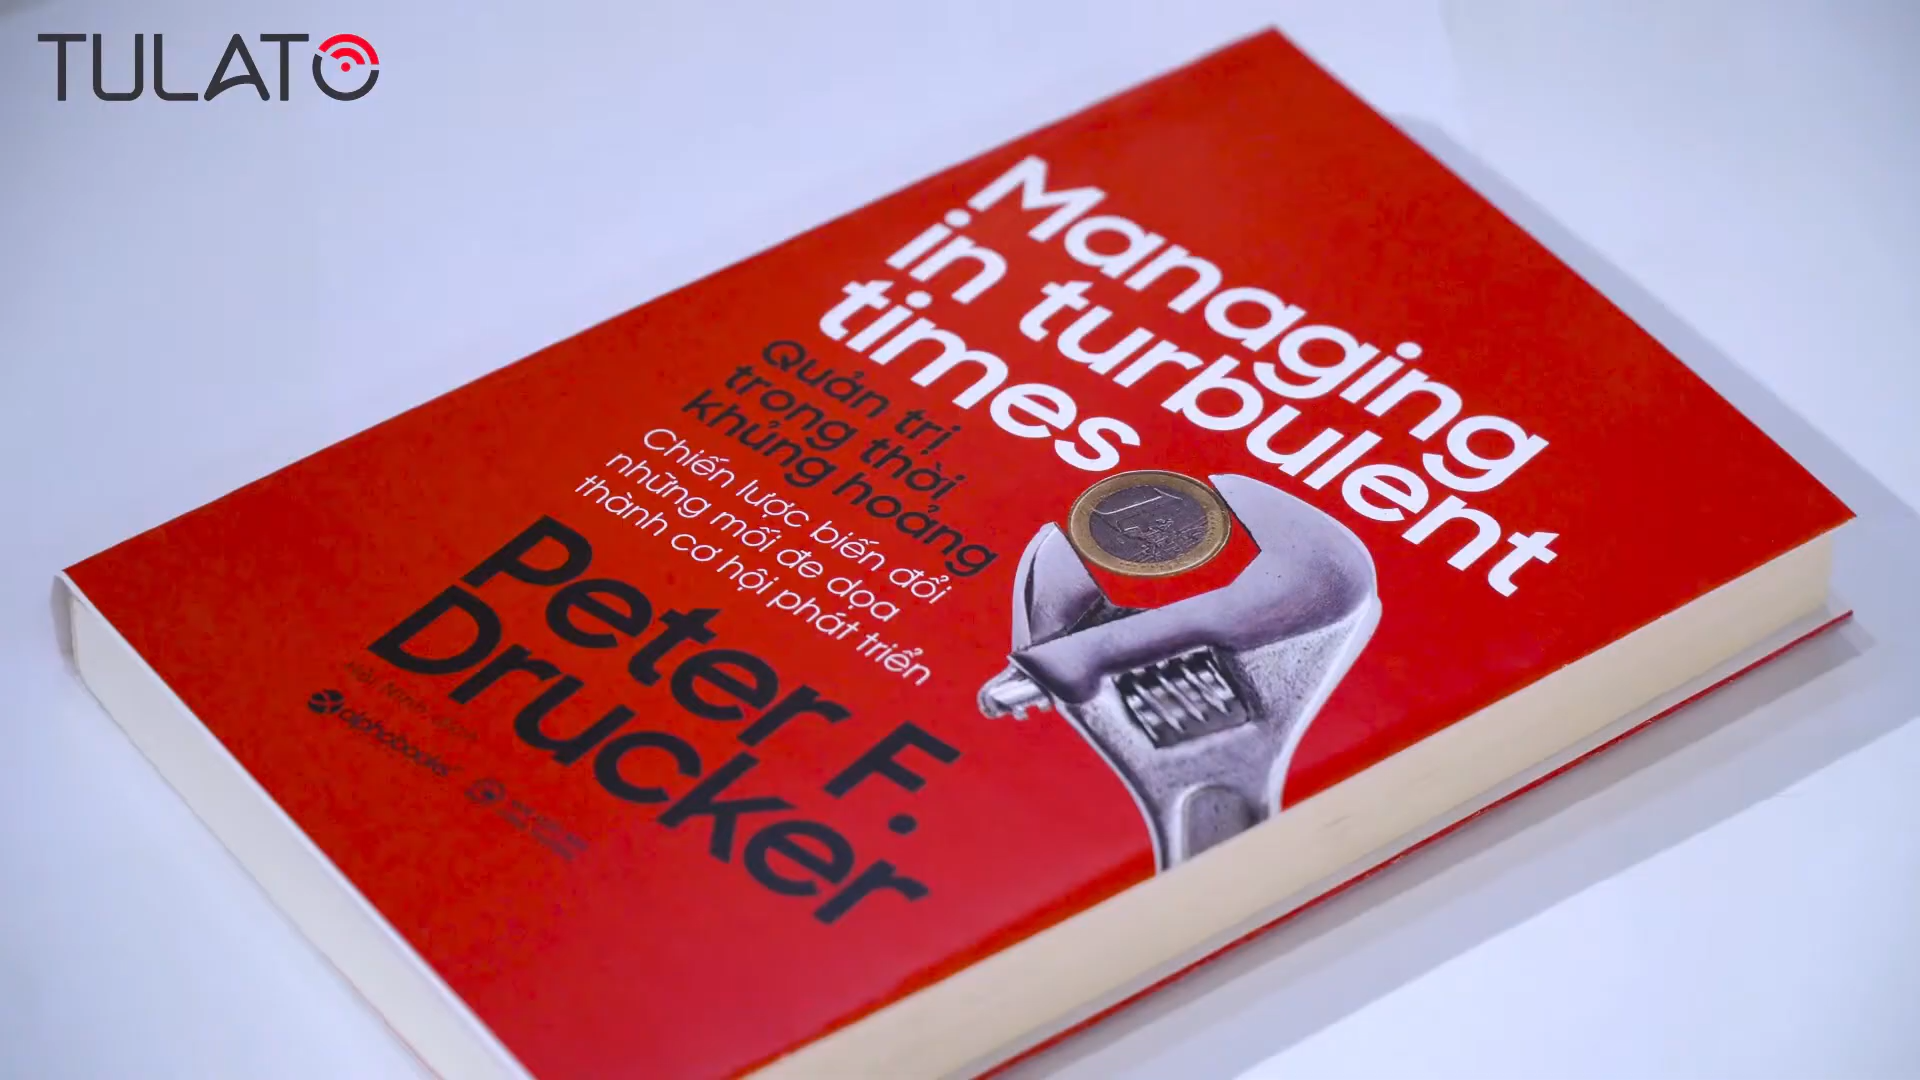 TULATO
Managing
in turbulent
times
Quản trị
trong thời
khủng hoảng
Chiến lược biến đổi
những mối đe dọa
thành cơ hội phát triển
Peter F.
Drucker
alphabooks